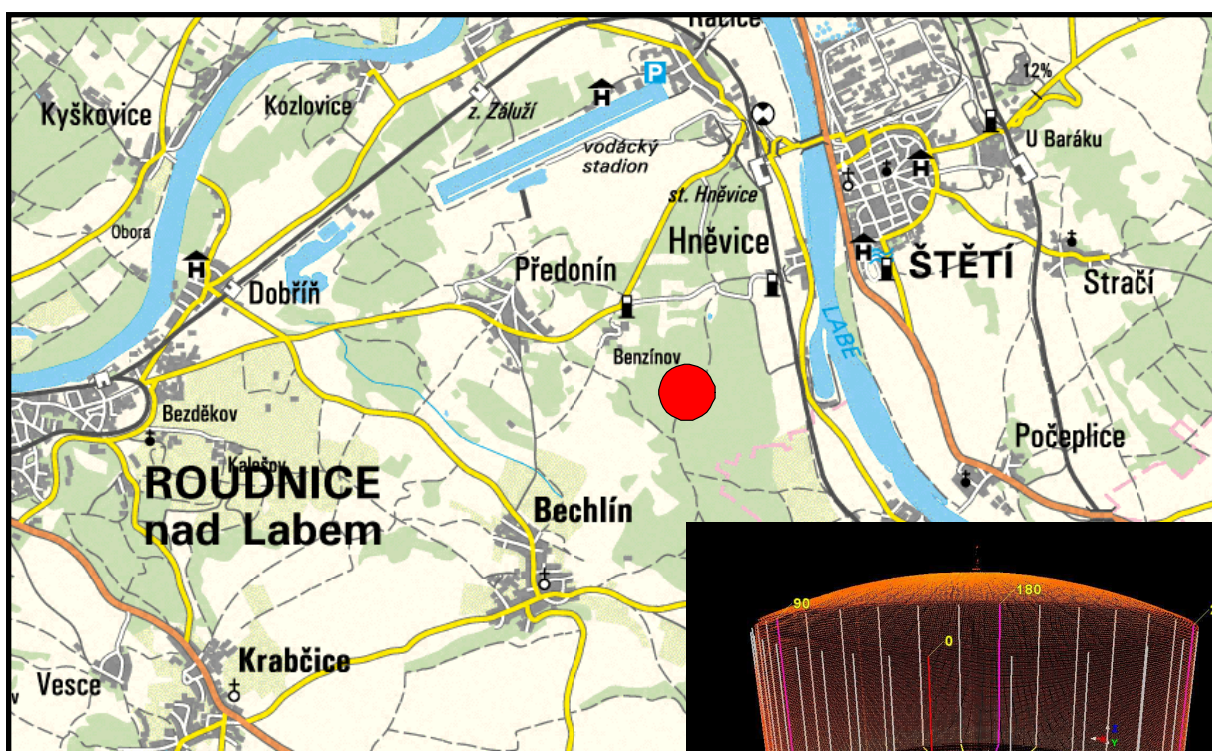 Račice
12%
Kyškovice
Kozlovice
z. Záluží
H
P
vodácký
stadion
U Baráku
H
st. Hněvice
Obora
H
Dobříň
Předonín
Hněvice
H
ŠTĚTÍ
Stračí
LABE
Benzínov
Bezděkov
Kalešov
Počeplice
ROUDNICE
nad Labem
Bechlín
Krabčice
Vesce
90
180
0
Y